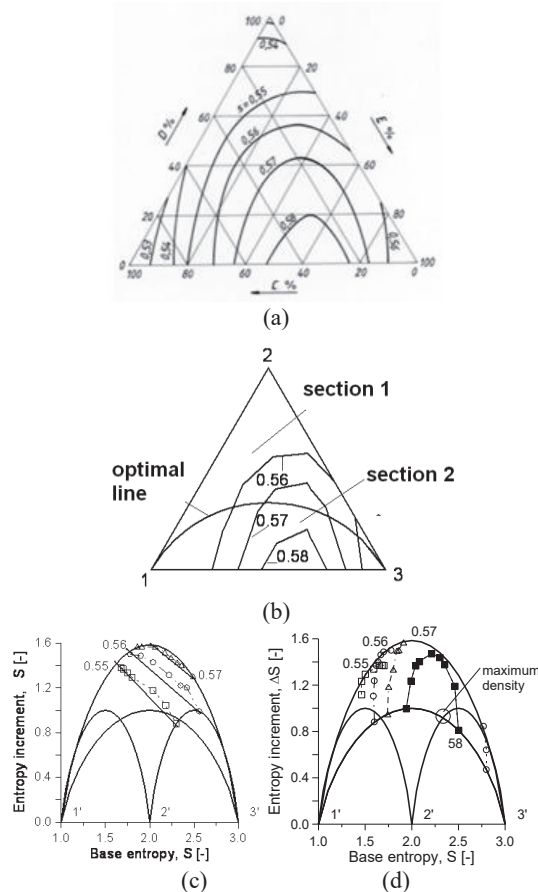 100 0
0,54
80 20
s=0,55
60 40
D %
E %
0,56
40 60
0,57
20 80
0,58
0,53
0,54
0,56
0 100
100 80 60 40 20 0
C %
(a)
2
section 1
optimal
line
section 2
0.56
0.57
0.58
1 3
(b)
1.6
1.2
0.8
0.4
0.0
0.56
0.55
0.57
1' 2' 3'
1.0 1.5 2.0 2.5 3.0
Entropy increment, S [-]
Base entropy, S [-]
(c)
1.6
1.2
0.8
0.4
0.0
0.56
0.57
0.55
maximum
density
58
1' 2' 3'
1.0 1.5 2.0 2.5 3.0
Entropy increment, ΔS [-]
Base entropy, S [-]
(d)